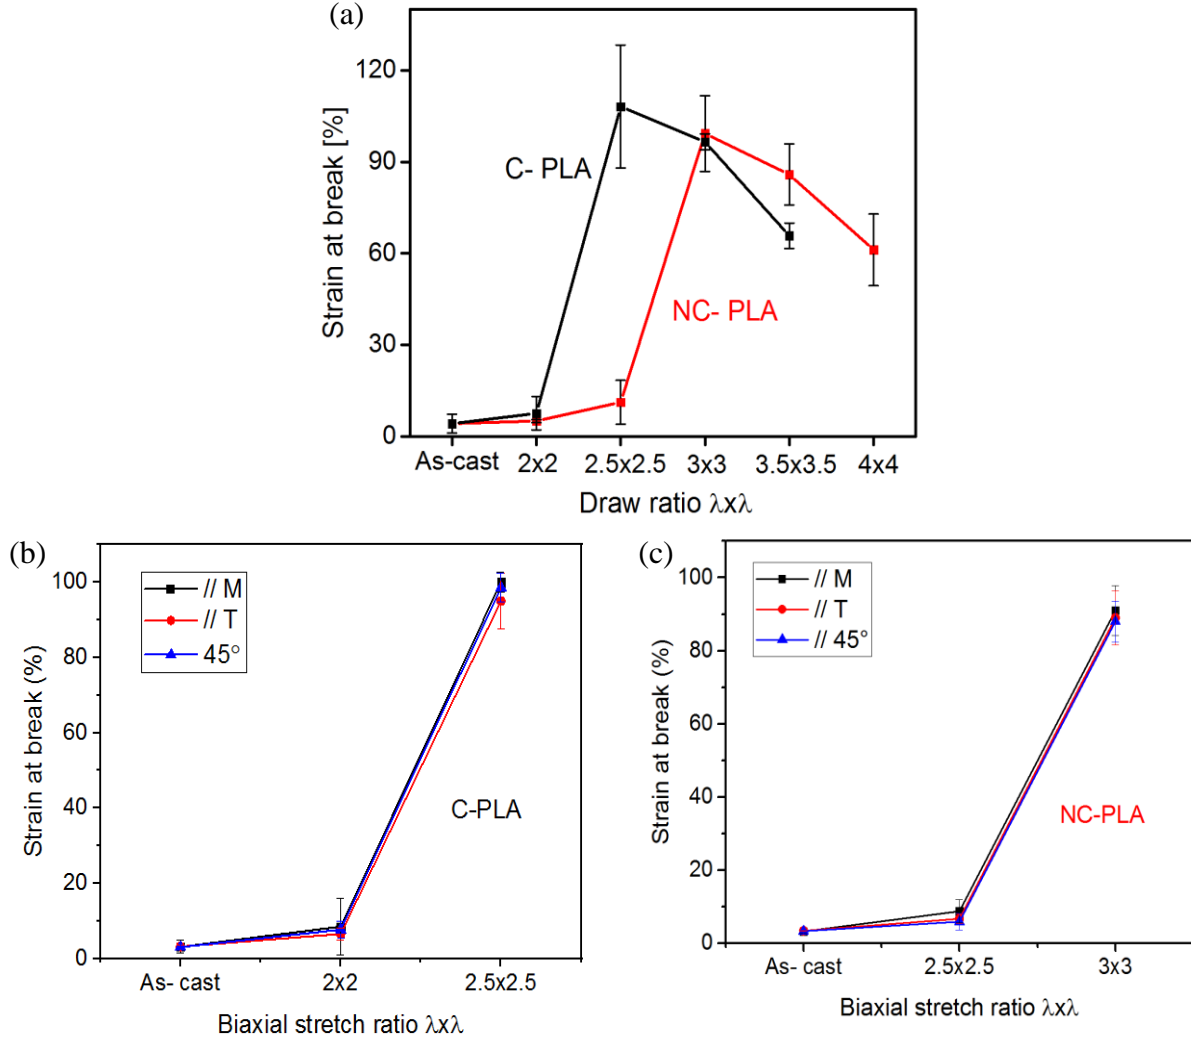 (a)
120
90
60
30
0
Strain at break [%]
C- PLA
NC- PLA
As-cast 2x2 2.5x2.5 3x3 3.5x3.5 4x4
Draw ratio λxλ
(b)
100
80
60
40
20
0
Strain at break (%)
// M
// T
45°
C-PLA
As- cast 2x2 2.5x2.5
Biaxial stretch ratio λxλ
(c)
100
80
60
40
20
0
Strain at break (%)
// M
// T
// 45°
NC-PLA
As- cast 2.5x2.5 3x3
Biaxial stretch ratio λxλ